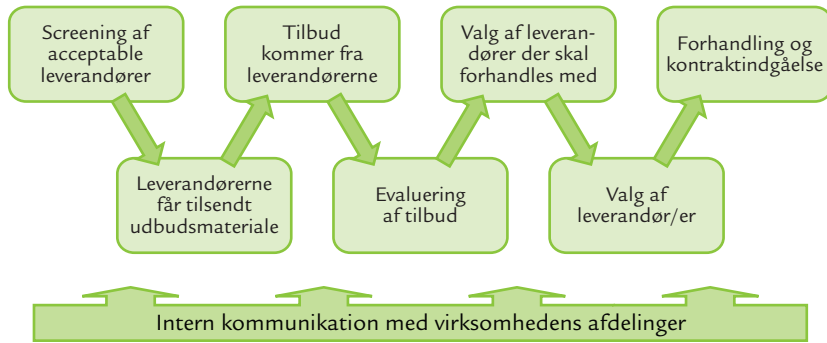 Screening af
acceptable
leverandører
Leverandørerne
får tilsendt
udbudsmateriale
Tilbud
kommer fra
leverandørerne
Evaluering
af tilbud
Valg af leveran-
dører der skal
forhandles med
Valg af
leverandør/er
Forhandling og
kontraktindgåelse
Intern kommunikation med virksomhedens afdelinger